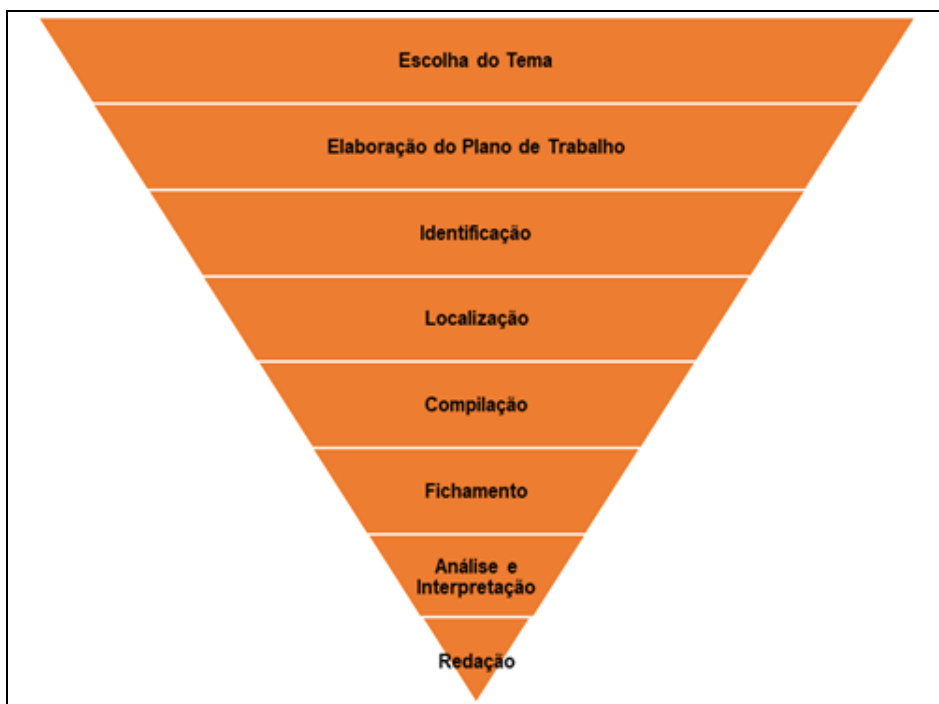 Escolha do Tema
Elaboração do Plano de Trabalho
Identificação
Localização
Compilação
Fichamento
Análise e
Interpretação
Redação